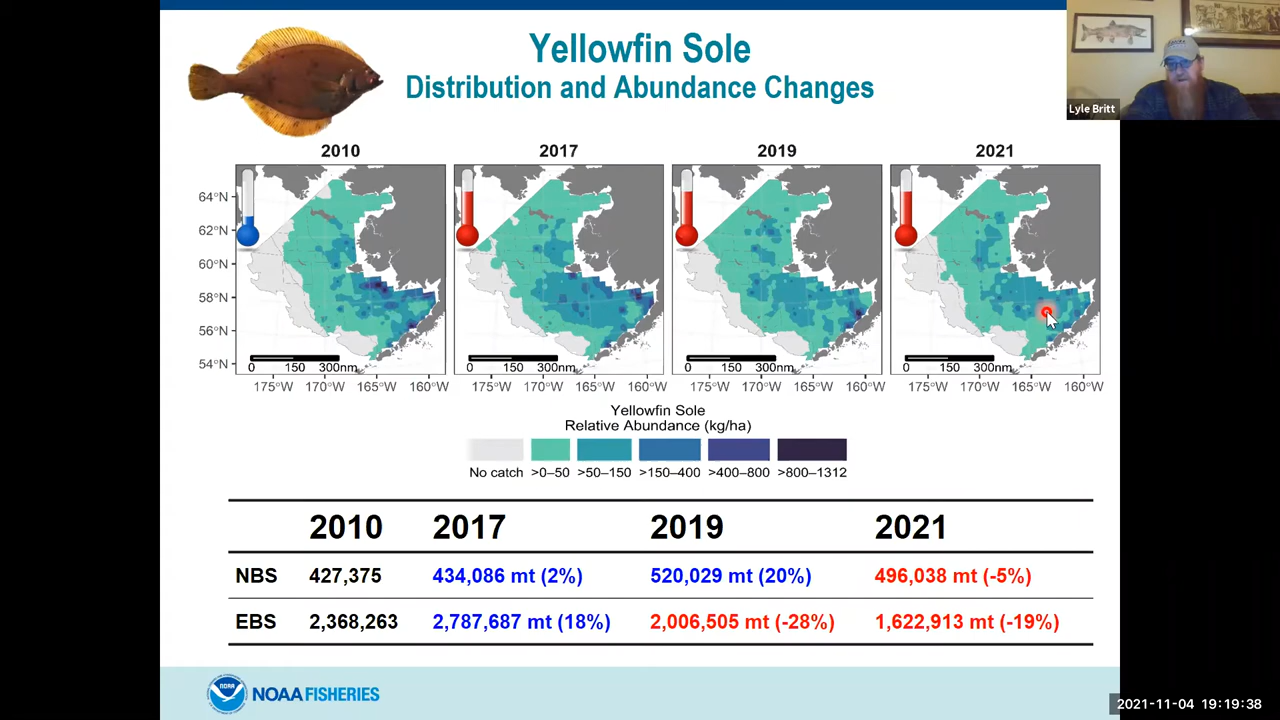 Yellowfin Sole
Distribution and Abundance Changes
Lyle Britt
2010 2017 2019 2021
64°N
62°N
60°N
58°N
56°N
54°N
0 150 300nm 0 150 300nm 0 150 300nm 0 150 300nm
175°W 170°W 165°W 160°W 175°W 170°W 165°W 160°W 175°W 170°W 165°W 160°W 175°W 170°W 165°W 160°W
Yellowfin Sole
Relative Abundance (kg/ha)
No catch >0–50 >50–150 >150–400 >400–800 >800–1312
2010 2017 2019 2021
NBS 427,375 434,086 mt (2%) 520,029 mt (20%) 496,038 mt (-5%)
EBS 2,368,263 2,787,687 mt (18%) 2,006,505 mt (-28%) 1,622,913 mt (-19%)
NOAA NOAA FISHERIES
2021-11-04 19:19:38